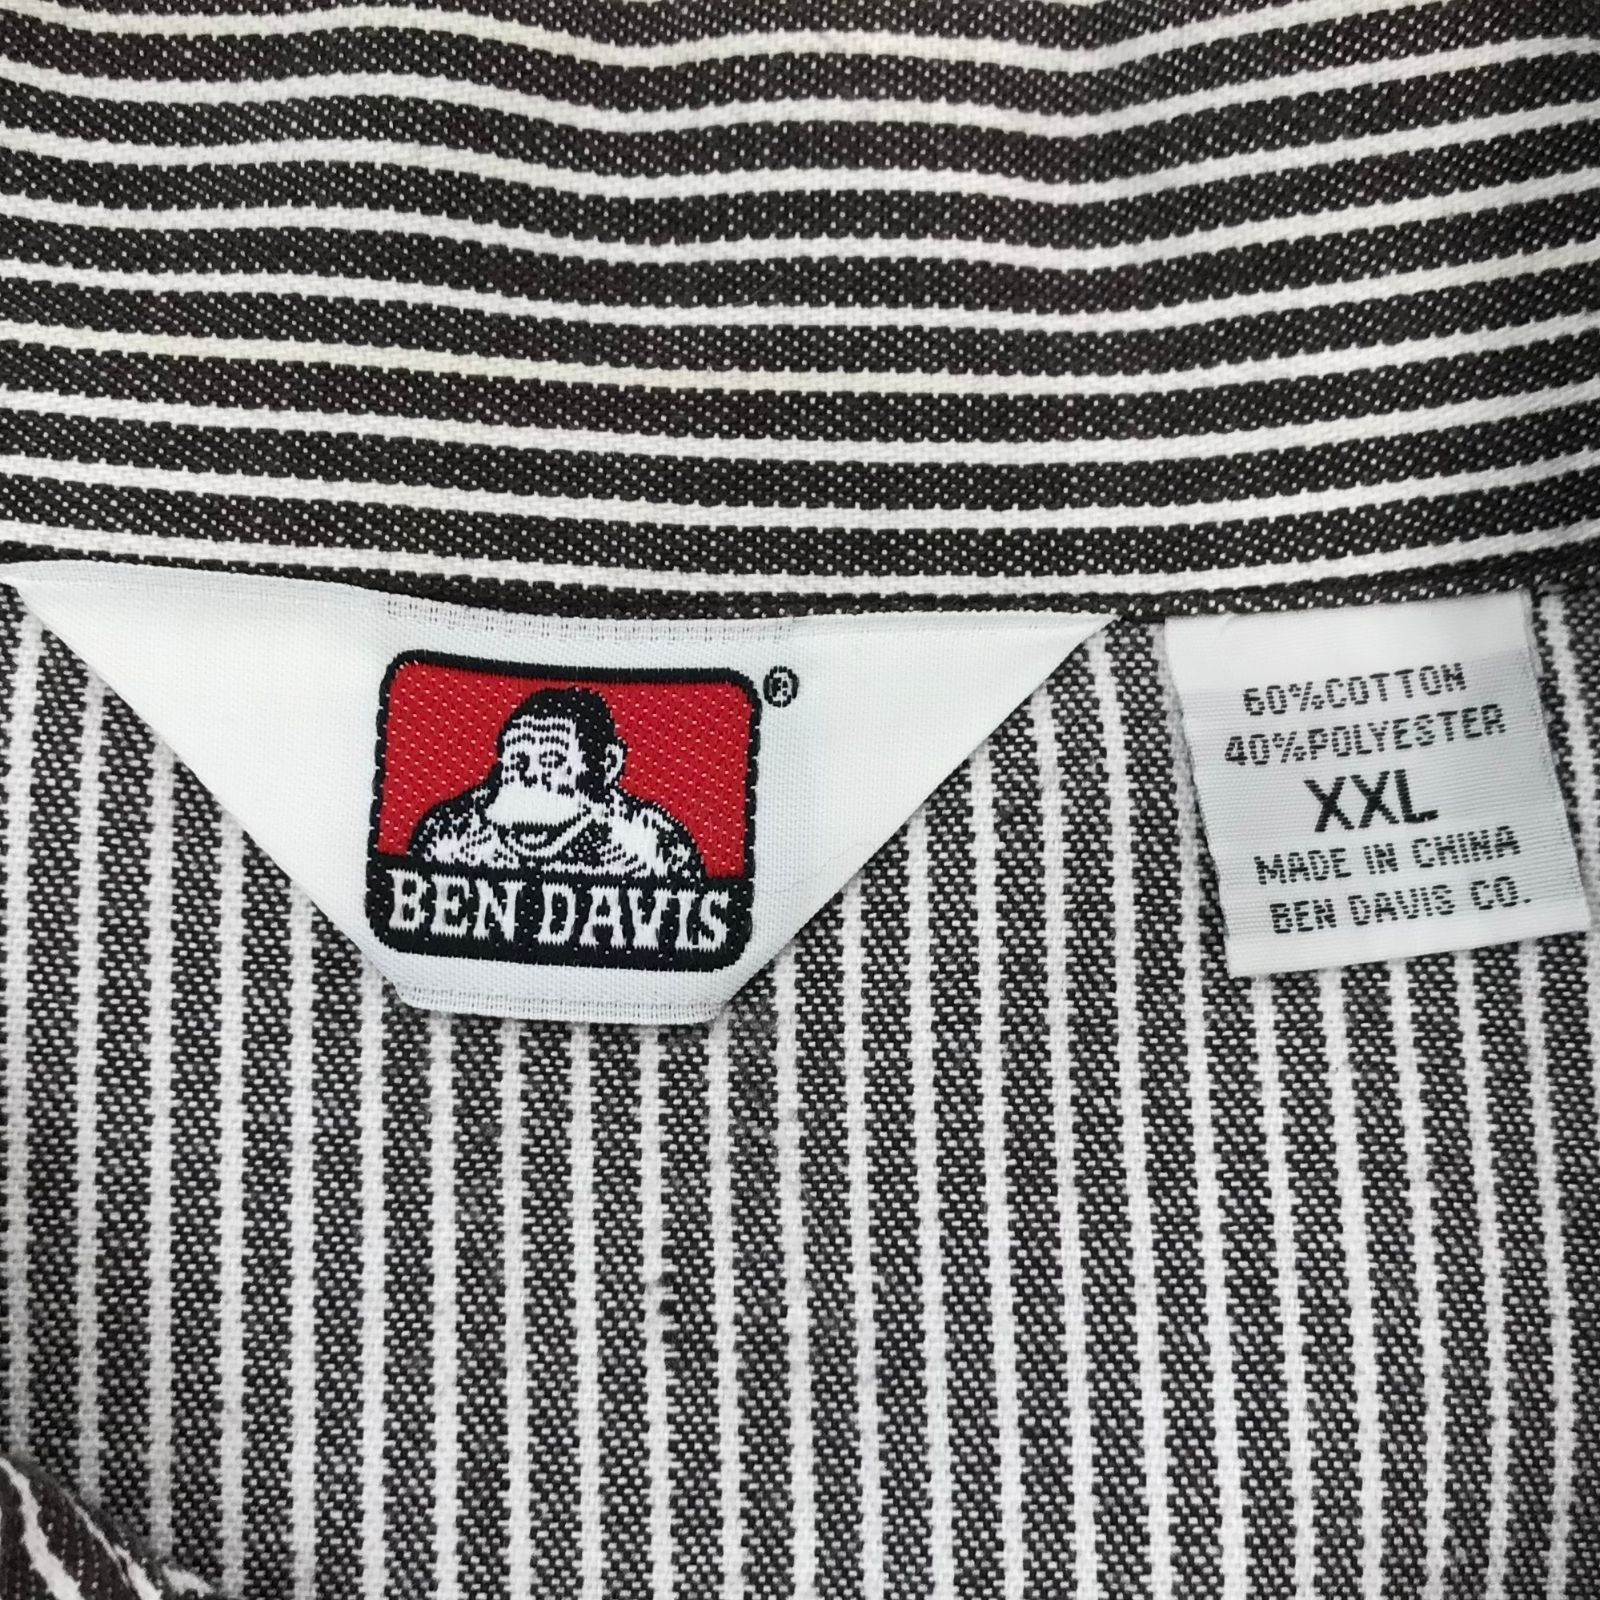 BEN DAVIS
®
60%COTTON
40%POLYESTER
XXL
MADE IN CHINA
BEN DAVIS CO.